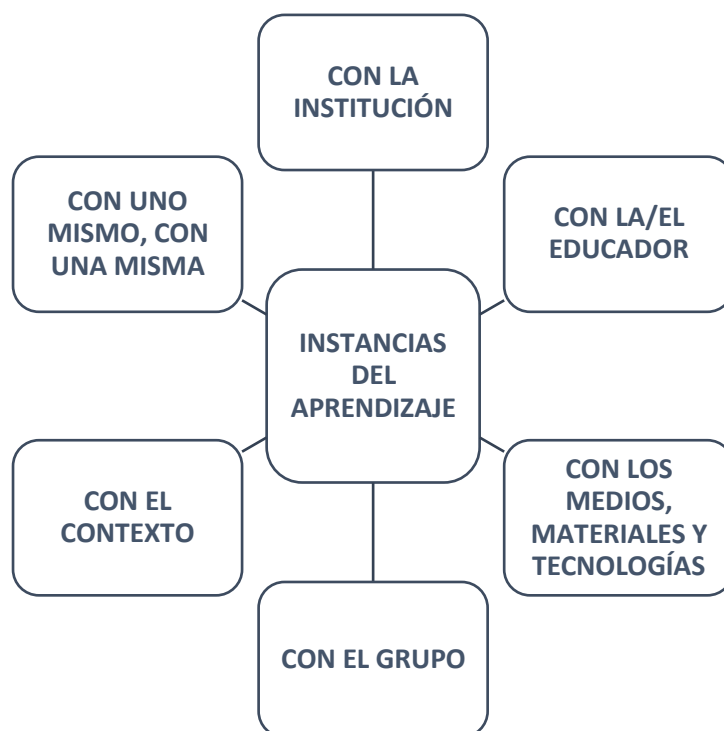 CON LA
INSTITUCIÓN
CON UNO
MISMO, CON
UNA MISMA
CON LA/EL
EDUCADOR
INSTANCIAS
DEL
APRENDIZAJE
CON EL
CONTEXTO
CON LOS
MEDIOS,
MATERIALES Y
TECNOLOGÍAS
CON EL GRUPO